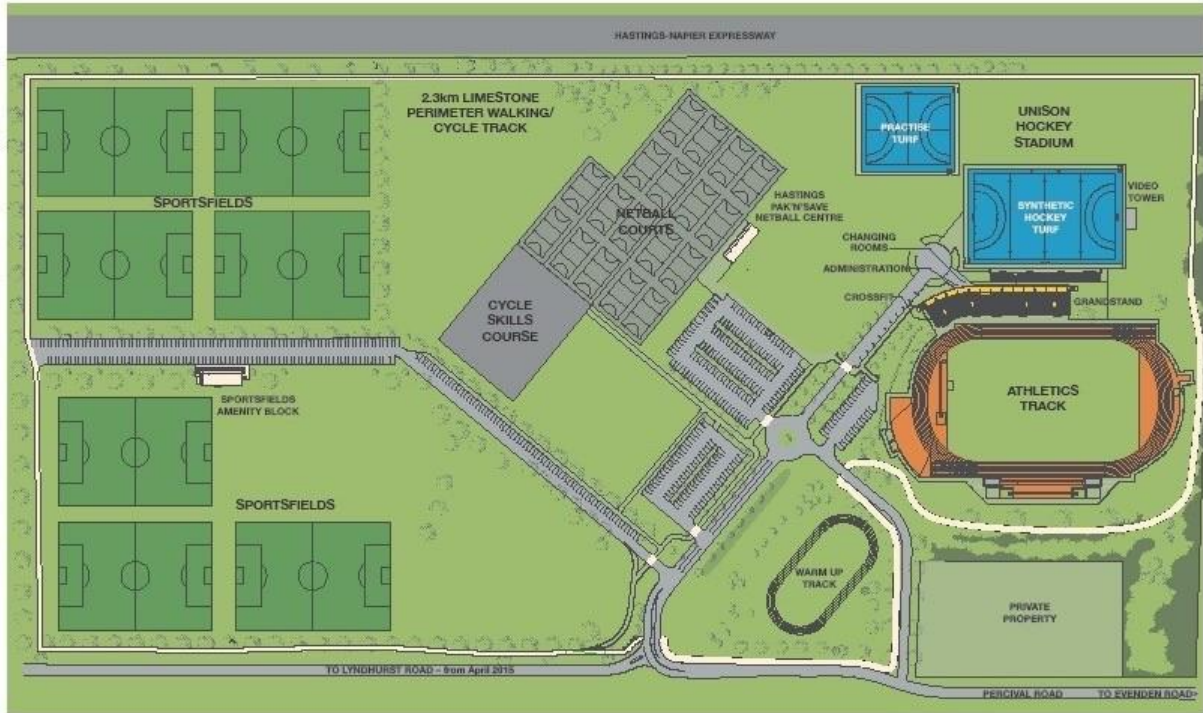 HASTINGS-NAPIER EXPRESSWAY
2.3km LIMESTONE
PERIMETER WALKING/
CYCLE TRACK
PRACTISE
TURF
UNISON
HOCKEY
STADIUM
SPORTSFIELDS
NETBALL
COURTS
HASTINGS
PAK'N'SAVE
NETBALL CENTRE
SYNTHETIC
HOCKEY
TURF
VIDEO
TOWER
CHANGING
ROOMS
ADMINISTRATION
CROSSFIT
GRANDSTAND
CYCLE
SKILLS
COURSE
SPORTSFIELDS
AMENITY BLOCK
ATHLETICS
TRACK
SPORTSFIELDS
WARM UP
TRACK
PRIVATE
PROPERTY
TO LYNDHURST ROAD – from April 2015
PERCIVAL ROAD
TO EVENDEN ROAD>